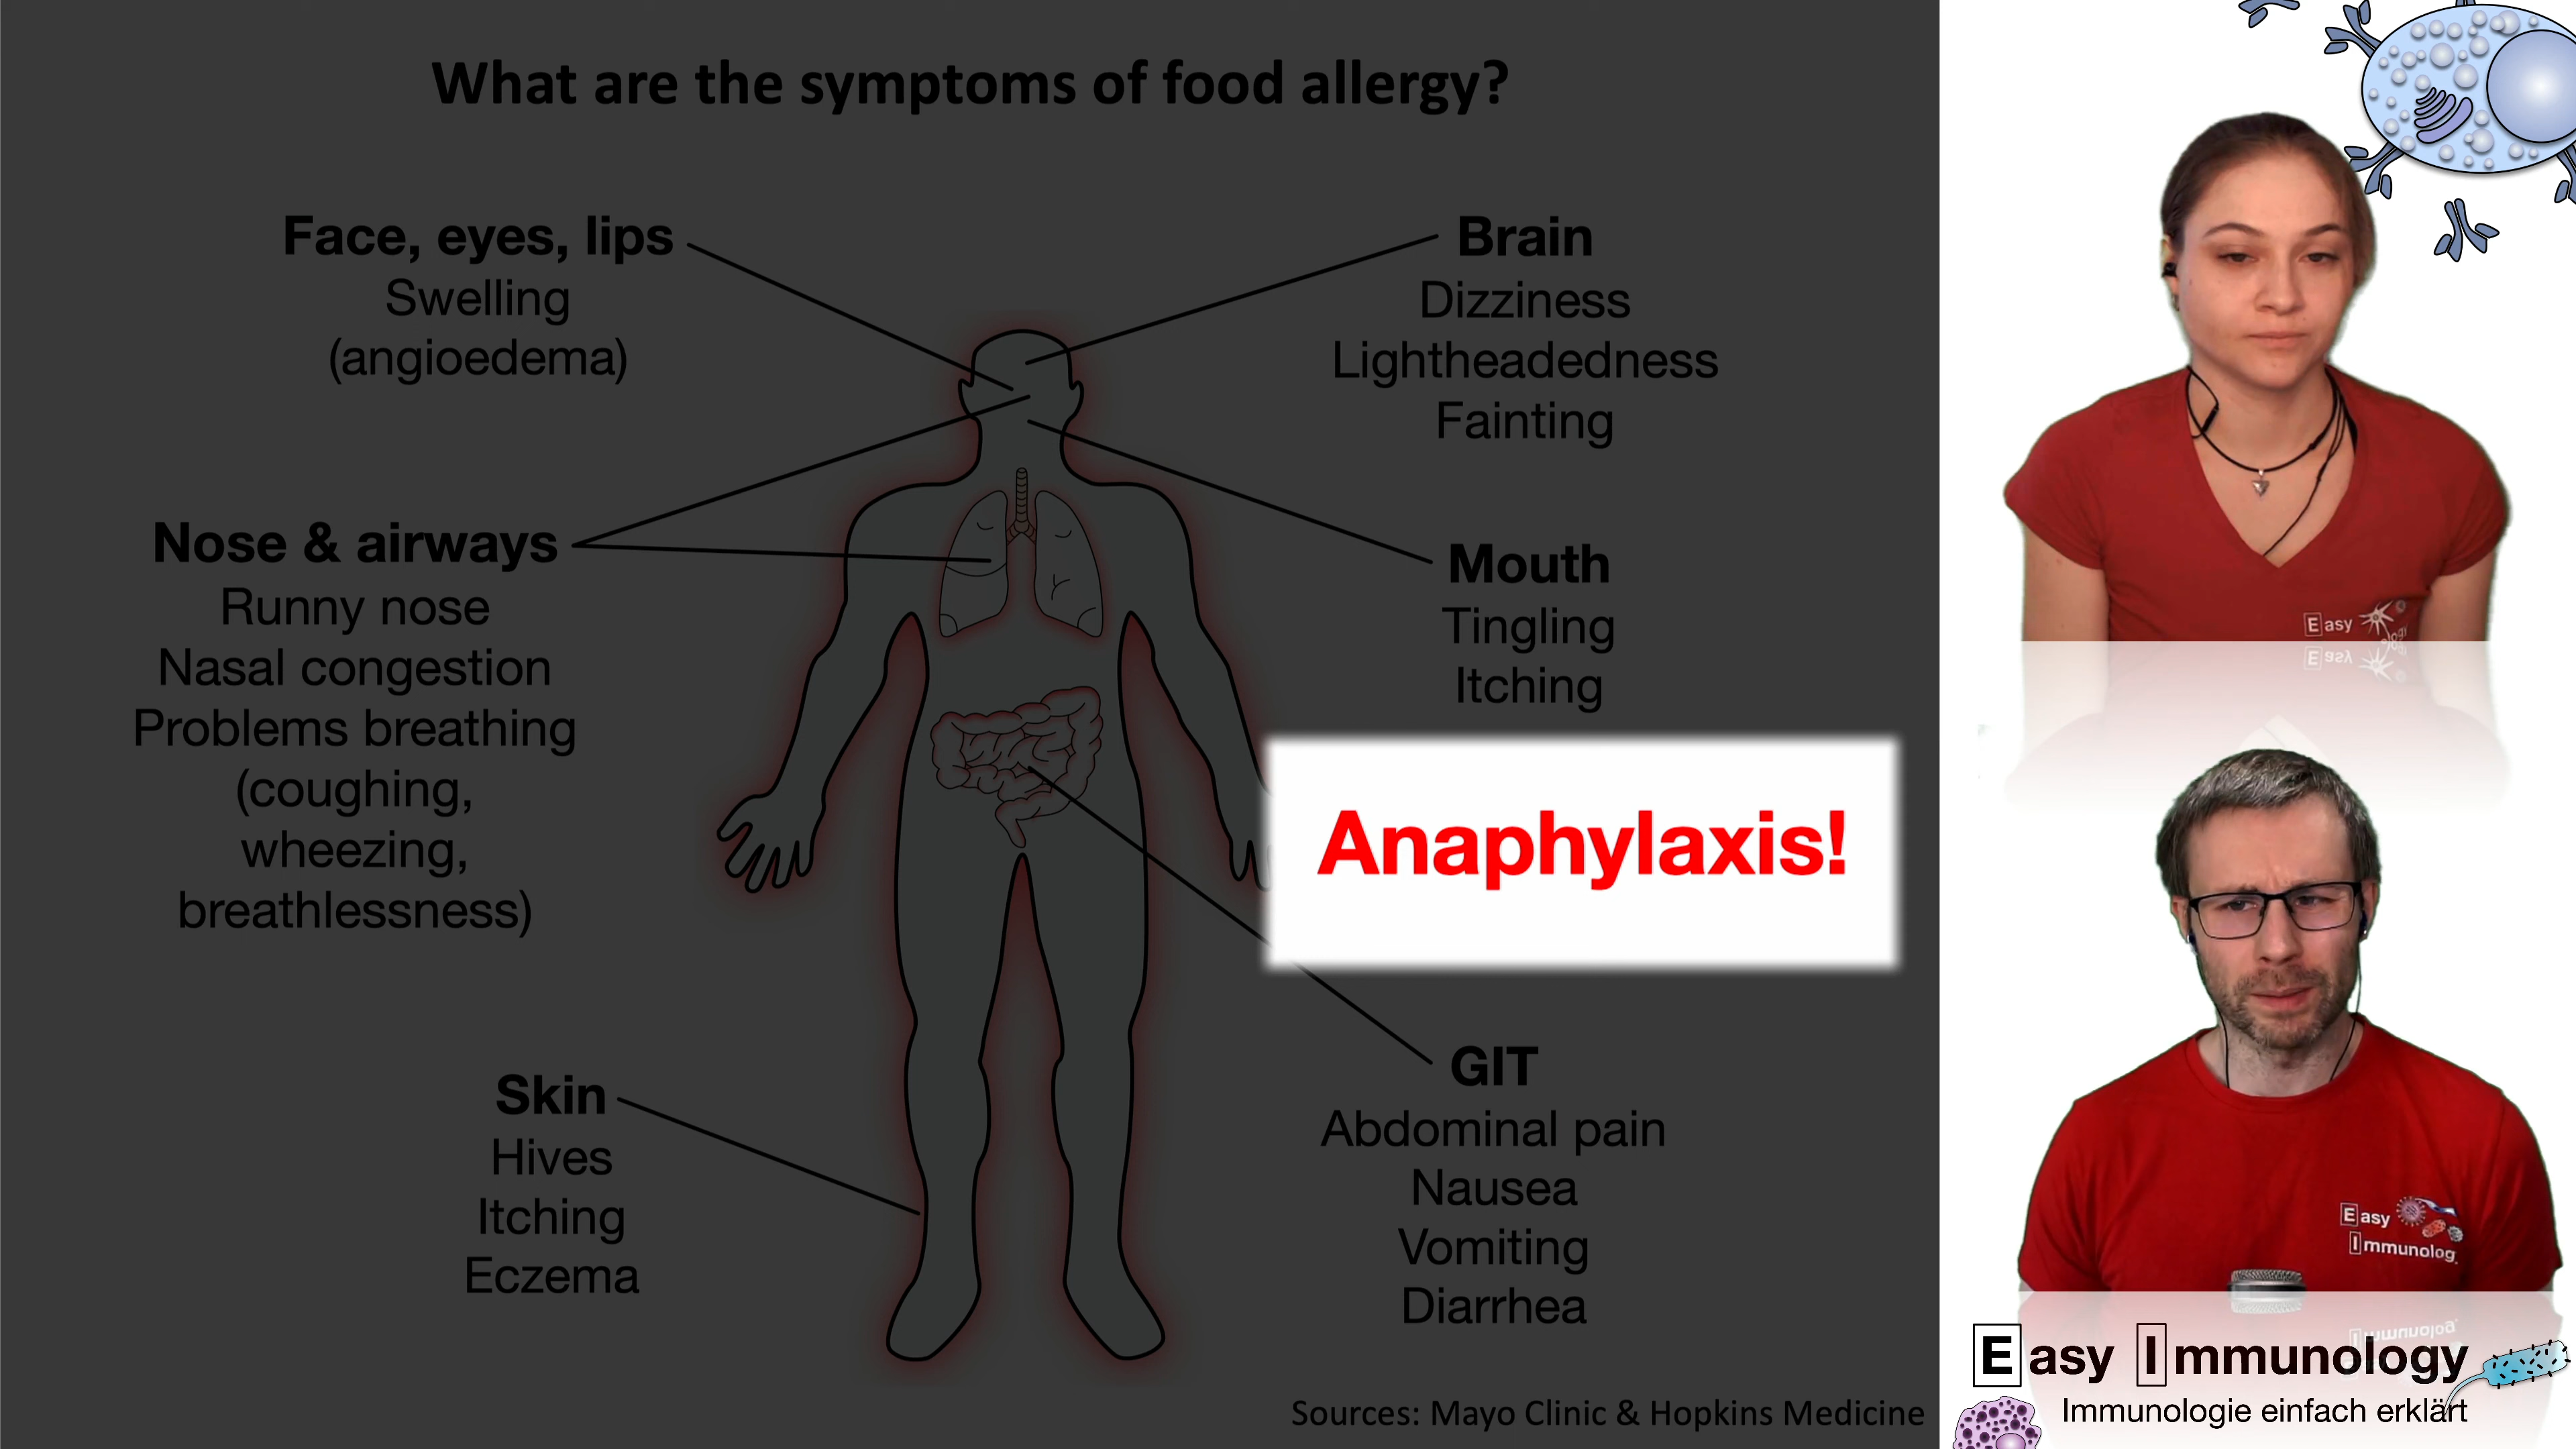 What are the symptoms of food allergy?
Face, eyes, lips
Swelling
(angioedema)
Brain
Dizziness
Lightheadedness
Fainting
Nose & airways
Runny nose
Nasal congestion
Problems breathing
(coughing,
wheezing,
breathlessness)
Mouth
Tingling
Itching
Anaphylaxis!
Skin
Hives
Itching
Eczema
GIT
Abdominal pain
Nausea
Vomiting
Diarrhea
Sources: Mayo Clinic & Hopkins Medicine
Easy
Easy
Immunolog
Easy Immunology
Immunologie einfach erklärt